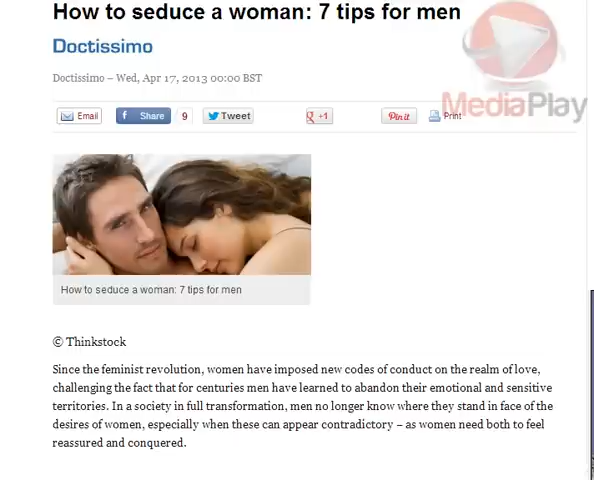 How to seduce a woman: 7 tips for men
Doctissimo
MediaPlay
Doctissimo – Wed, Apr 17, 2013 00:00 BST
Email
Share
9
Tweet
+1
Pin it
Print
How to seduce a woman: 7 tips for men
© Thinkstock
Since the feminist revolution, women have imposed new codes of conduct on the realm of love,
challenging the fact that for centuries men have learned to abandon their emotional and sensitive
territories. In a society in full transformation, men no longer know where they stand in face of the
desires of women, especially when these can appear contradictory – as women need both to feel
reassured and conquered.